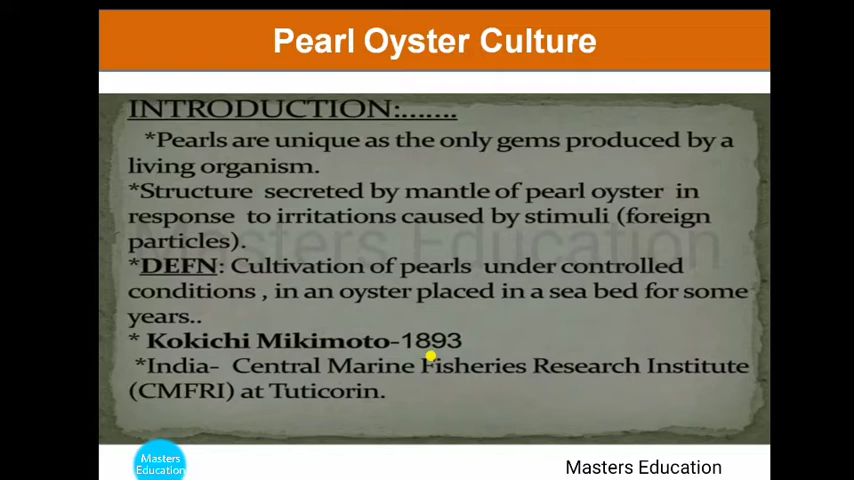 Pearl Oyster Culture
INTRODUCTION:.......
*Pearls are unique as the only gems produced by a
living organism.
*Structure secreted by mantle of pearl oyster in
response to irritations caused by stimuli (foreign
particles).
*DEFN: Cultivation of pearls under controlled
conditions , in an oyster placed in a sea bed for some
years..
* Kokichi Mikimoto-1893
*India- Central Marine Fisheries Research Institute
(CMFRI) at Tuticorin.
Masters Education
Masters
Education
Masters Education